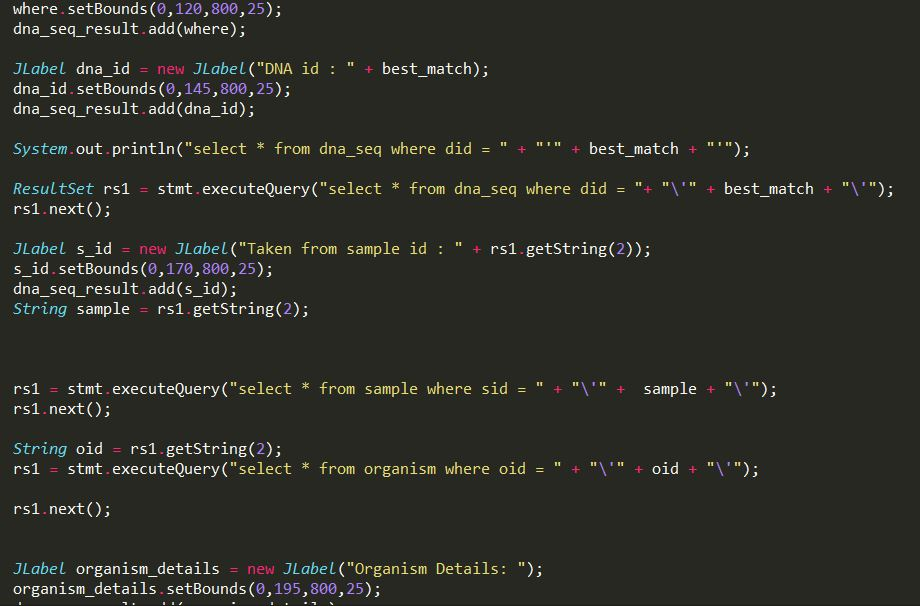 where.setBounds(0,120,800,25);
dna_seq_result.add(where);
JLabel dna_id = new JLabel("DNA id : " + best_match);
dna_id.setBounds(0,145,800,25);
dna_seq_result.add(dna_id);
System.out.println("select * from dna_seq where did = " + "'" + best_match + "'");
ResultSet rs1 = stmt.executeQuery("select * from dna_seq where did = "+ "\'" + best_match + "\'");
rs1.next();
JLabel s_id = new JLabel("Taken from sample id : " + rs1.getString(2));
s_id.setBounds(0,170,800,25);
dna_seq_result.add(s_id);
String sample = rs1.getString(2);
rs1 = stmt.executeQuery("select * from sample where sid = " + "\'" +  sample + "\'");
rs1.next();
String oid = rs1.getString(2);
rs1 = stmt.executeQuery("select * from organism where oid = " + "\'" + oid + "\'");
rs1.next();
JLabel organism_details = new JLabel("Organism Details: ");
organism_details.setBounds(0,195,800,25);